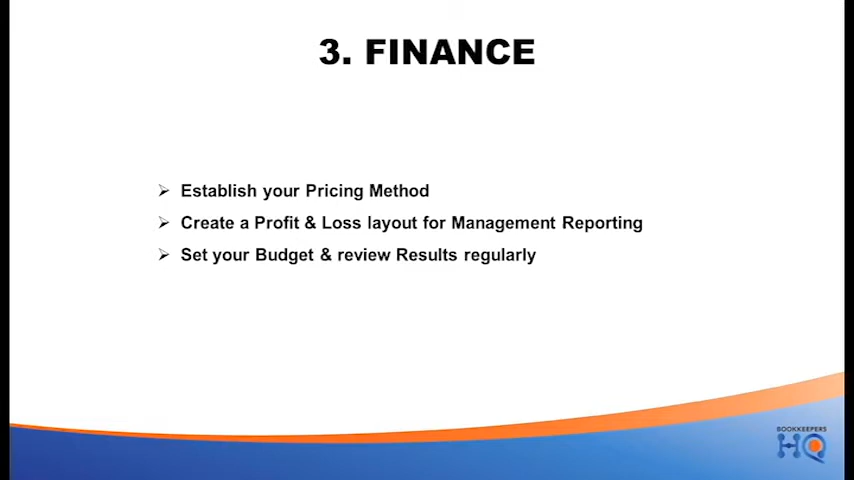 3. FINANCE
Establish your Pricing Method
Create a Profit & Loss layout for Management Reporting
Set your Budget & review Results regularly
BOOKKEEPERS
HQ